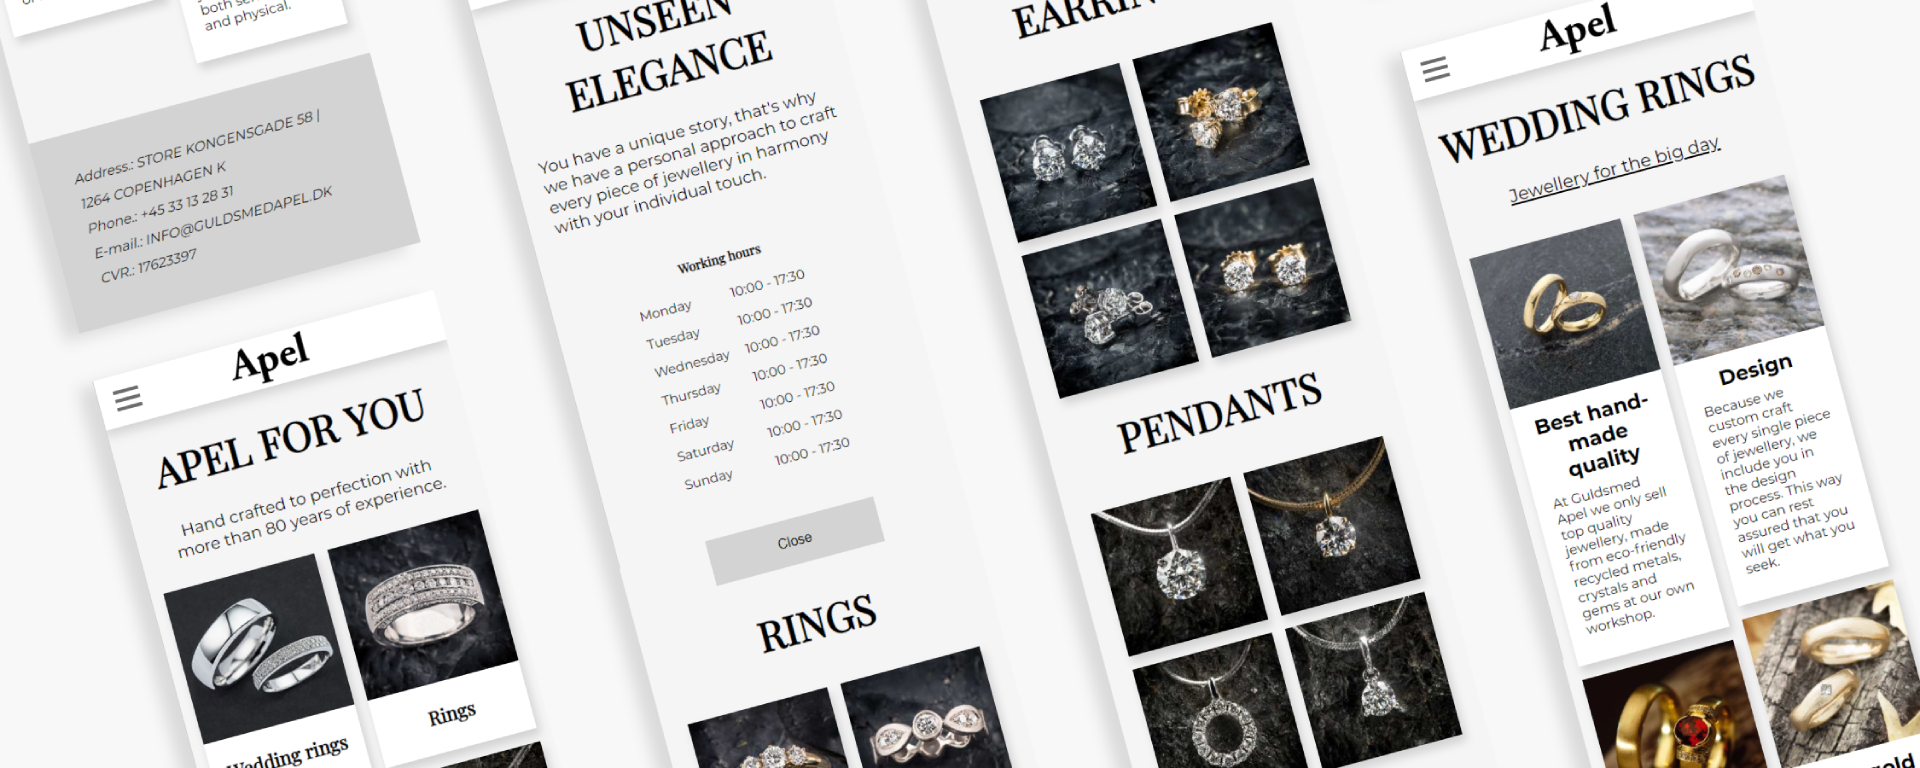 both
and physical.
Address.: STORE KONGENSGADE 58 |
1264 COPENHAGEN K
Phone.: +45 33 13 28 31
E-mail.: INFO@GULDSMEDAPEL.DK
CVR.: 17623397
Apel
APEL FOR YOU
Hand crafted to perfection with
more than 80 years of experience.
Wedding rings
Rings
UNSEEN
ELEGANCE
You have a unique story, that's why
we have a personal approach to craft
every piece of jewellery in harmony
with your individual touch.
Working hours
Monday 10:00 - 17:30
Tuesday 10:00 - 17:30
Wednesday 10:00 - 17:30
Thursday 10:00 - 17:30
Friday 10:00 - 17:30
Saturday 10:00 - 17:30
Sunday 10:00 - 17:30
Close
RINGS
PENDANTS
Apel
WEDDING RINGS
Jewellery for the big day
Best hand-
made
quality
At Guldsmed
Apel we only sell
top quality
jewellery, made
from eco-friendly
recycled metals,
crystals and
gems at our own
workshop.
Design
Because we
custom craft
every single piece
of jewellery, we
include you in
the design
process. This way
you can rest
assured that you
will get what you
seek.